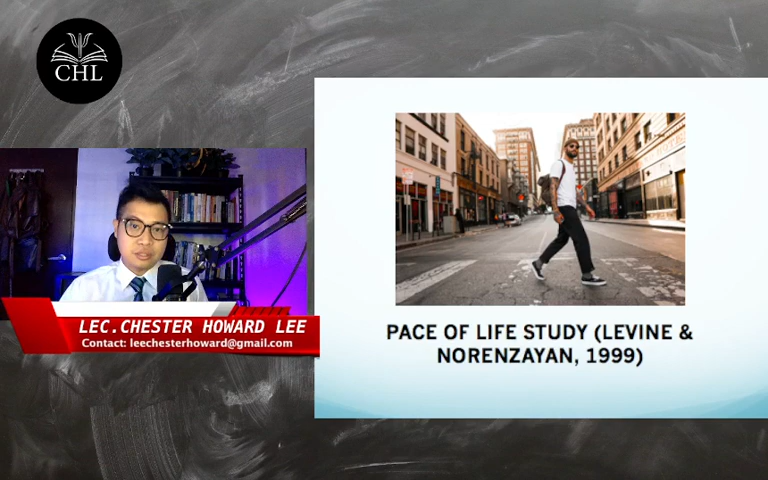 CHL
LEC.CHESTER HOWARD LEE
Contact: leechesterhoward@gmail.com
PACE OF LIFE STUDY (LEVINE &
NORENZAYAN, 1999)